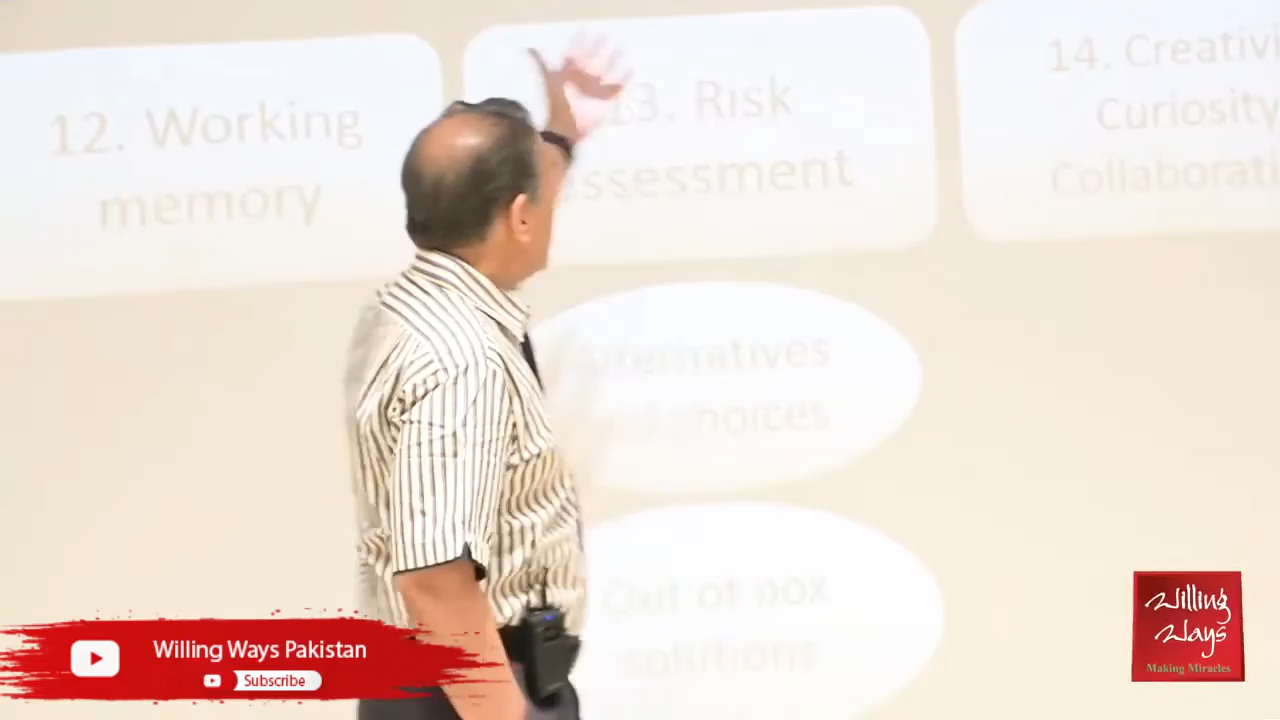 12. Working
memory
13. Risk
assessment
14. Creativi
Curiosity
Collaborati
alternatives
choices
Out of box
solutions
Willing Ways Pakistan
Subscribe
Willing
Ways
Making Miracles